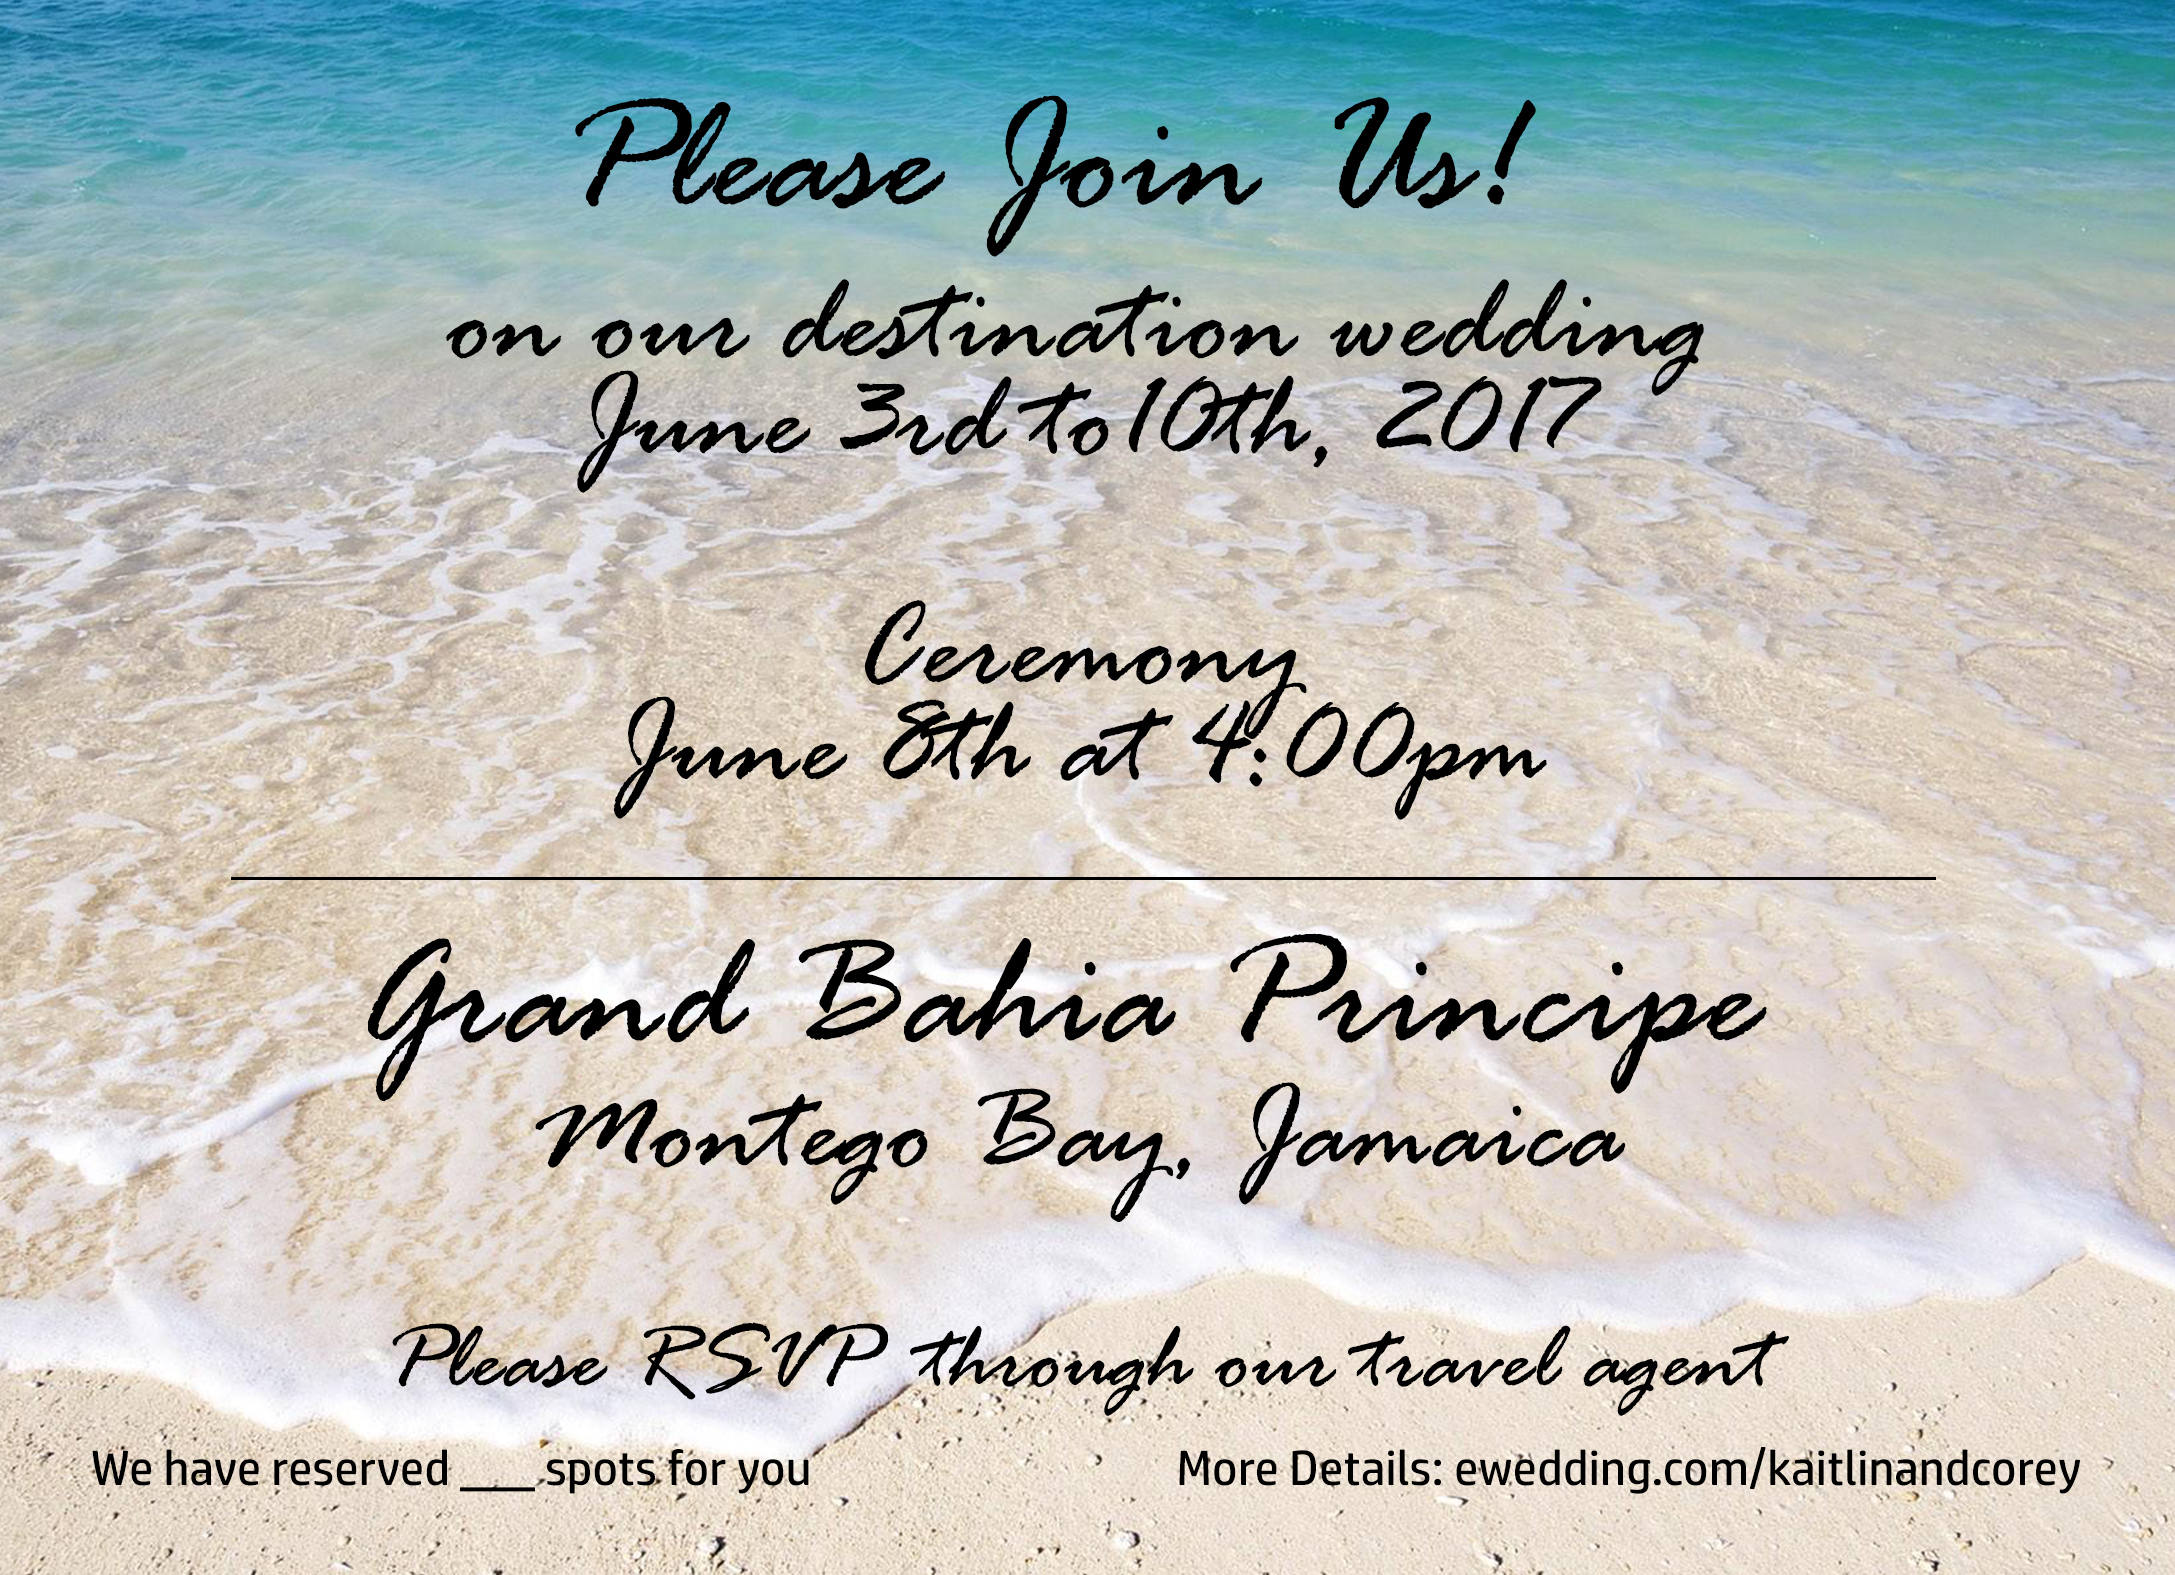 Please Join Us!
on our destination wedding
June 3rd to 10th, 2017
Ceremony
June 8th at 4:00pm
Grand Bahia Principe
Montego Bay, Jamaica
Please RSVP through our travel agent
We have reserved ___ spots for you
More Details: ewedding.com/kaitlinandcorey